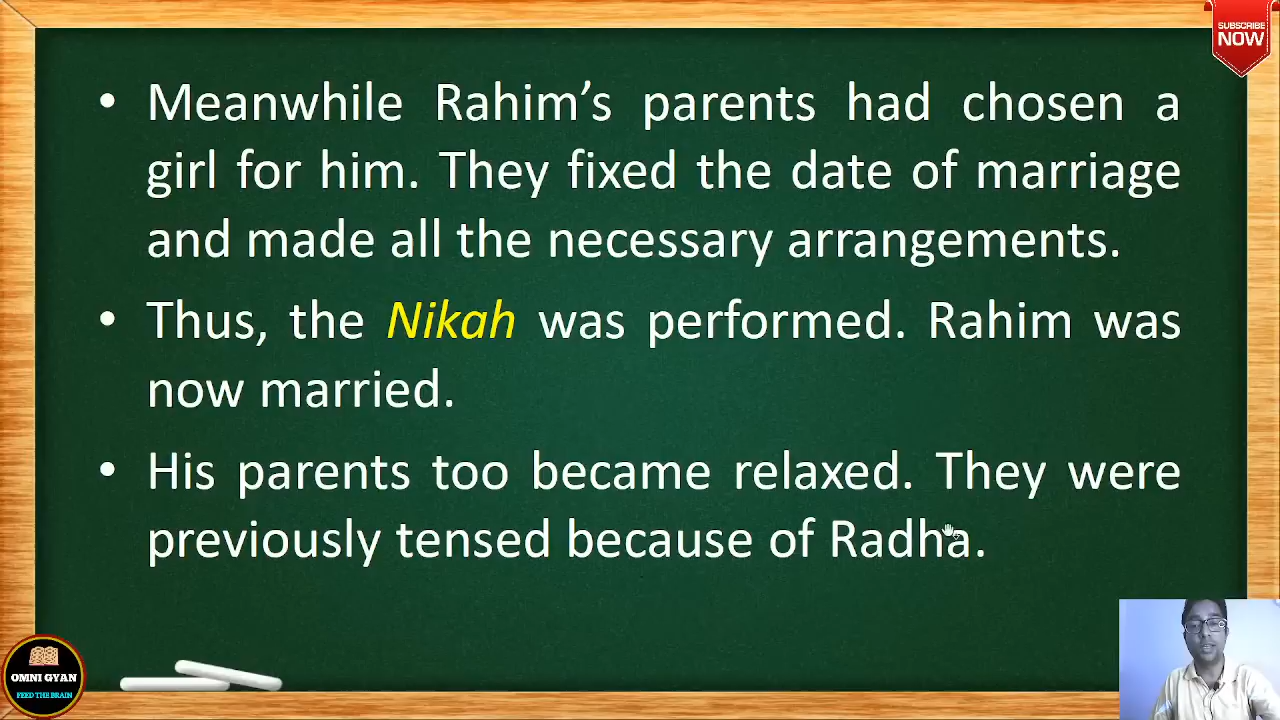 SUBSCRIBE
NOW
• Meanwhile Rahim’s parents had chosen a
girl for him. They fixed the date of marriage
and made all the necessary arrangements.
• Thus, the Nikah was performed. Rahim was
now married.
• His parents too became relaxed. They were
previously tensed because of Radha.
OMNI GYAN
FEED THE BRAIN